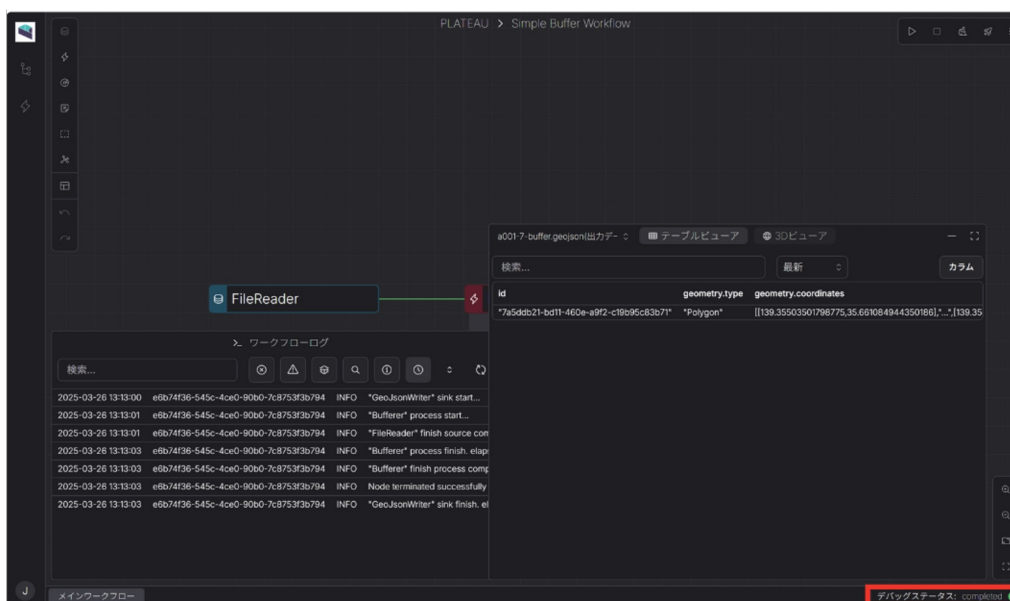 PLATEAU > Simple Buffer Workflow
a001-7-buffer.geojson(出力デー
テーブルビューア
3Dビューア
検索...
最新
カラム
id geometry.type geometry.coordinates
"7a5ddb21-bd11-460e-a9f2-c19b95c83b71" "Polygon" [[139.35503501798775,35.661084944350186],"...",[139.35
FileReader
ワークフローログ
検索...
2025-03-26 13:13:00 e6b74f36-545c-4ce0-90b0-7c8753f3b794 INFO "GeoJsonWriter" sink start...
2025-03-26 13:13:01 e6b74f36-545c-4ce0-90b0-7c8753f3b794 INFO "Bufferer" process start...
2025-03-26 13:13:01 e6b74f36-545c-4ce0-90b0-7c8753f3b794 INFO "FileReader" finish source com
2025-03-26 13:13:03 e6b74f36-545c-4ce0-90b0-7c8753f3b794 INFO "Bufferer" process finish. elap
2025-03-26 13:13:03 e6b74f36-545c-4ce0-90b0-7c8753f3b794 INFO "Bufferer" finish process comp
2025-03-26 13:13:03 e6b74f36-545c-4ce0-90b0-7c8753f3b794 INFO Node terminated successfully
2025-03-26 13:13:03 e6b74f36-545c-4ce0-90b0-7c8753f3b794 INFO "GeoJsonWriter" sink finish. el
J
メインワークフロー
デバッグステータス: completed